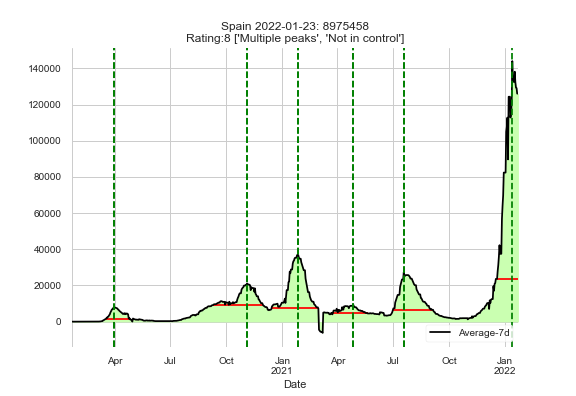 Spain 2022-01-23: 8975458
Rating:8 ['Multiple peaks', 'Not in control']
140000
120000
100000
80000
60000
40000
20000
0
Apr Jul Oct Jan Apr Jul Oct Jan
2021 2022
Date
Average-7d